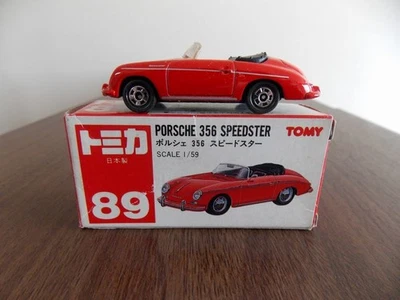 トミカ
日本製
89
PORSCHE 356 SPEEDSTER
ポルシェ 356 スピードスター
SCALE 1/59
TOMY